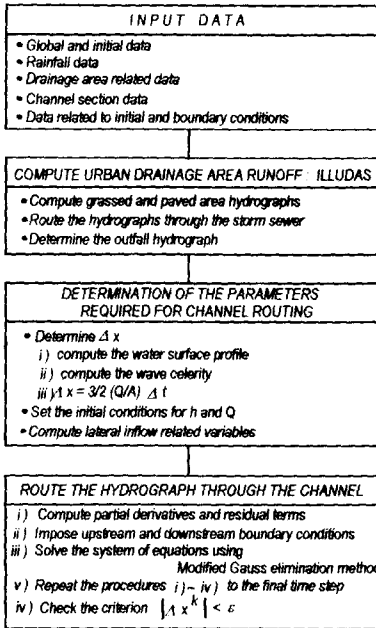 INPUT DATA
• Global and initial data
• Rainfall data
• Drainage area related data
• Channel section data
• Data related to initial and boundary conditions
COMPUTE URBAN DRAINAGE AREA RUNOFF : ILLUDAS
• Compute grassed and paved area hydrographs
• Route the hydrographs through the storm sewer
• Determine the outfall hydrograph
DETERMINATION OF THE PARAMETERS
REQUIRED FOR CHANNEL ROUTING
• Determine Δ x
i ) compute the water surface profile
ii ) compute the wave celerity
iii ) Δ x = 3/2 (Q/A) Δ t
• Set the initial conditions for h and Q
• Compute lateral inflow related variables
ROUTE THE HYDROGRAPH THROUGH THE CHANNEL
i ) Compute partial derivatives and residual terms
ii ) Impose upstream and downstream boundary conditions
iii ) Solve the system of equations using
Modified Gauss elimination method
v ) Repeat the procedures i ) ~ iv ) to the final time step
iv ) Check the criterion |Δ x^k| < ε